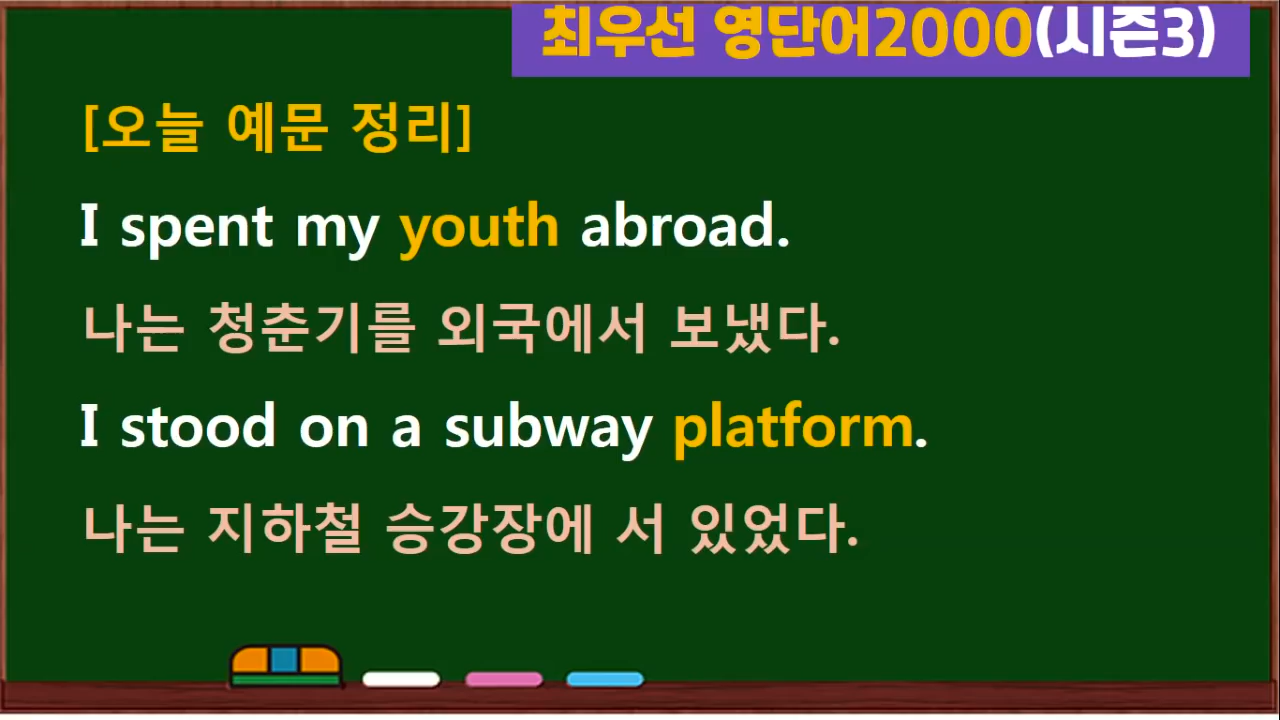 최우선 영단어2000(시즌3)
[오늘 예문 정리]
I spent my youth abroad.
나는 청춘기를 외국에서 보냈다.
I stood on a subway platform.
나는 지하철 승강장에 서 있었다.